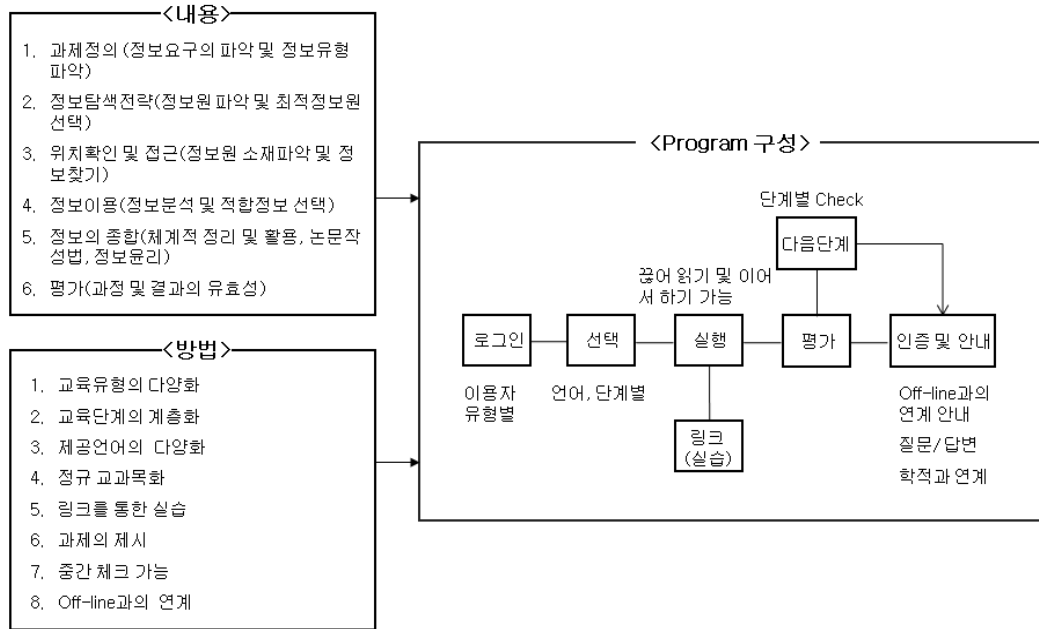 <내용>
1. 과제정의 (정보요구의 파악 및 정보유형
파악)
2. 정보탐색전략(정보원 파악 및 최적정보원
선택)
3. 위치확인 및 접근(정보원 소재파악 및 정
보찾기)
4. 정보이용(정보분석 및 적합정보 선택)
5. 정보의 종합(체계적 정리 및 활용, 논문작
성법, 정보윤리)
6. 평가(과정 및 결과의 유효성)
<방법>
1. 교육유형의 다양화
2. 교육단계의 계층화
3. 제공언어의 다양화
4. 정규 교과목화
5. 링크를 통한 실습
6. 과제의 제시
7. 중간 체크 가능
8. Off-line과의 연계
<Program 구성>
단계별 Check
다음단계
끊어 읽기 및 이어
서 하기 가능
로그인
선택
실행
평가
인증 및 안내
이용자
유형별
언어, 단계별
링크
(실습)
Off-line과의
연계 안내
질문/답변
학적과 연계